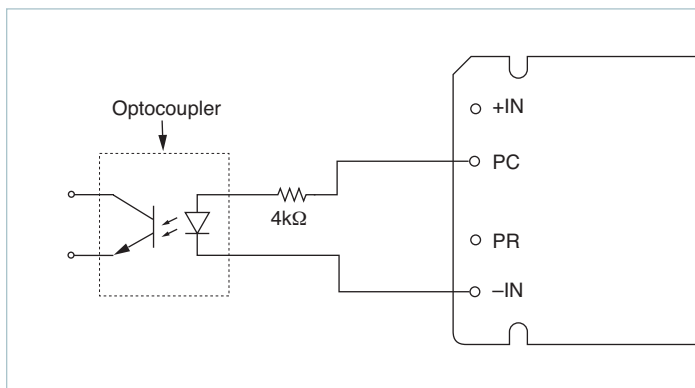 Optocoupler
+IN
PC
4kΩ
PR
–IN